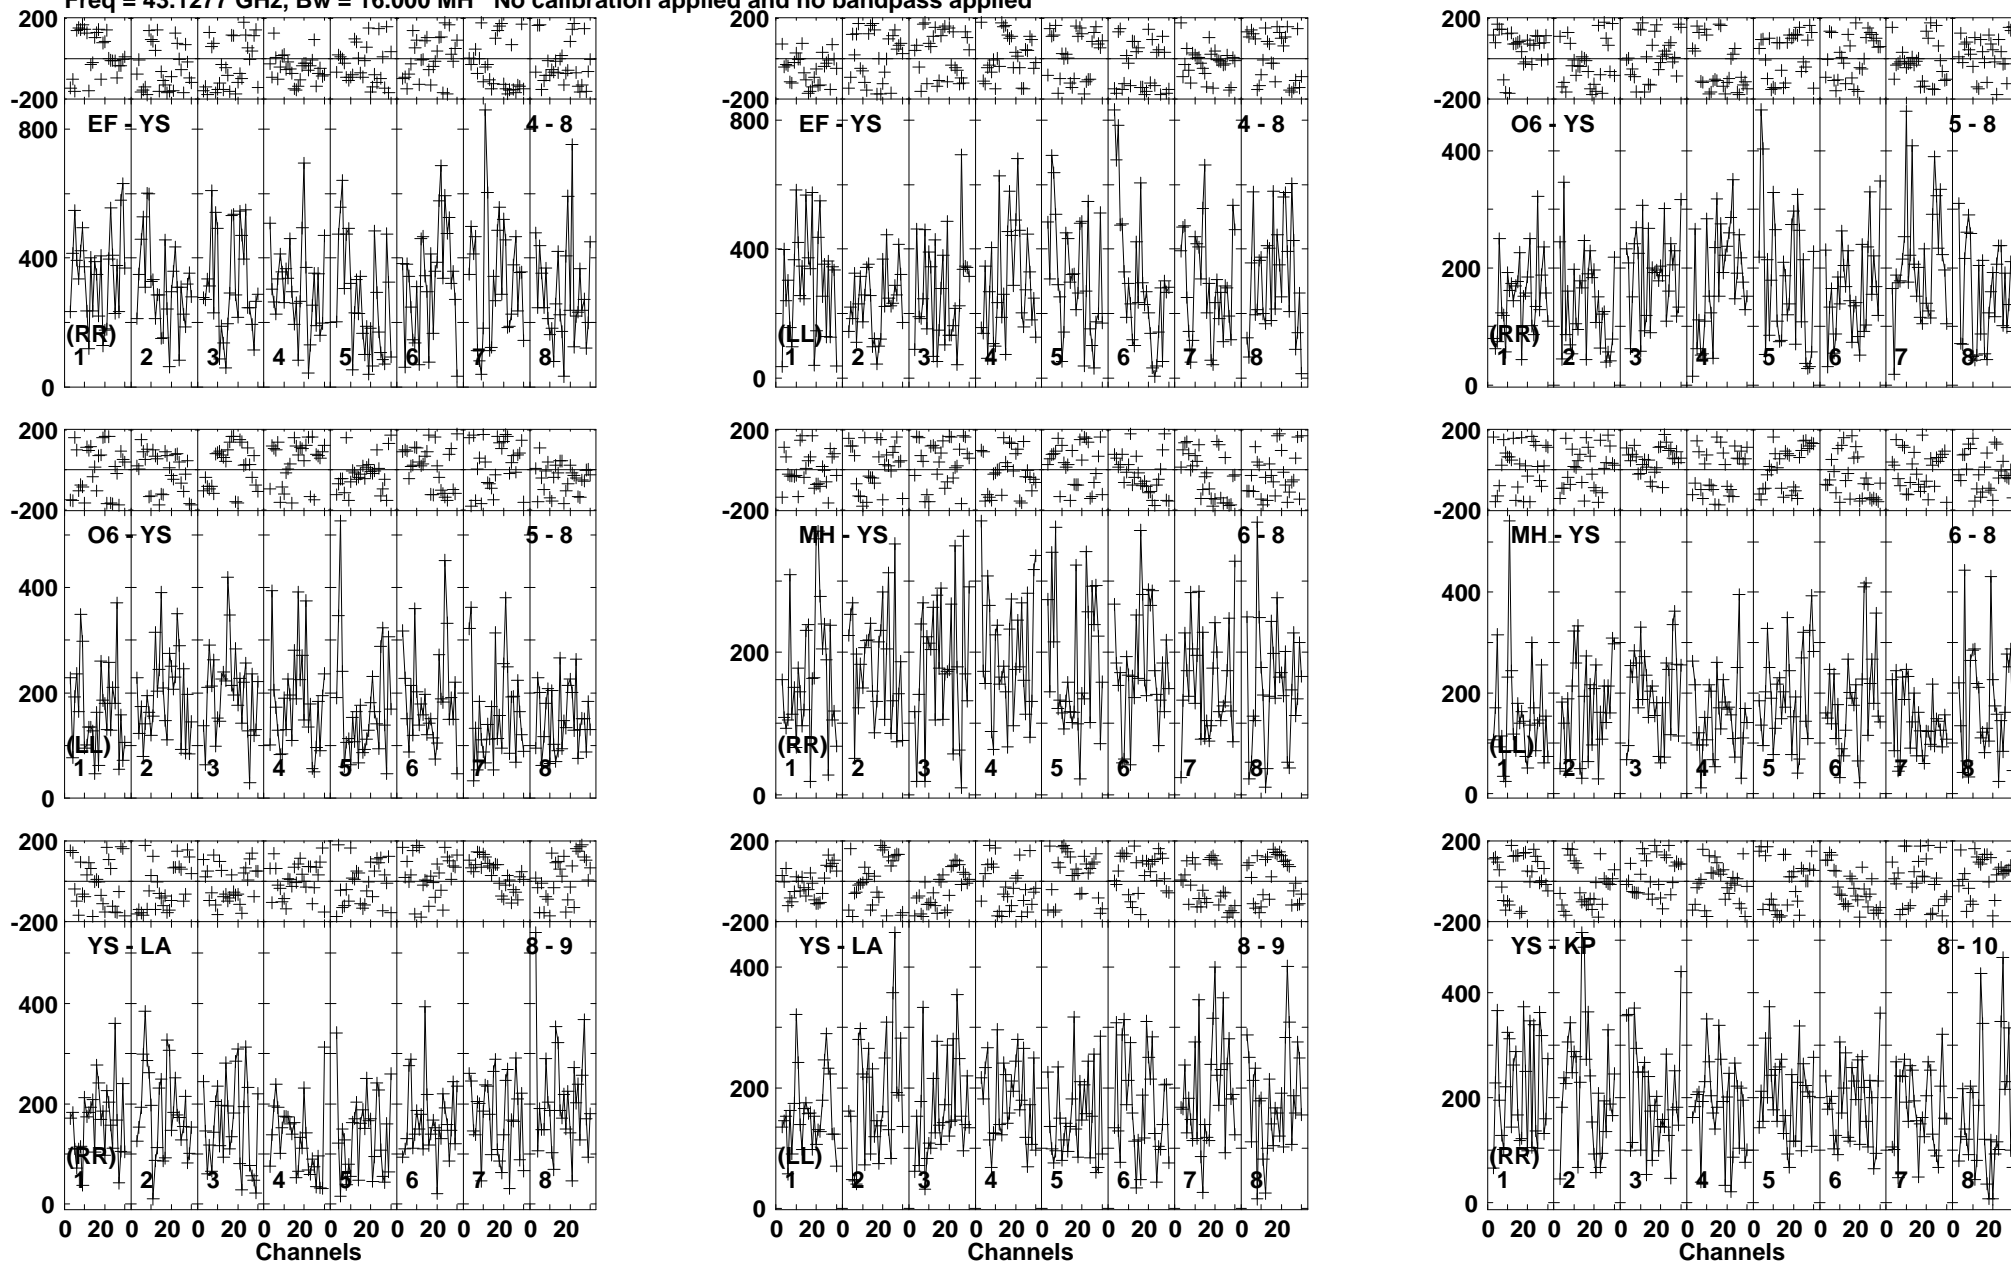 Freq = 43.1277 GHz, Bw = 16.000 MH No calibration applied and no bandpass applied
200 200 200
-200 -200 -200
800 EF - YS 4 - 8 800 EF - YS 4 - 8 O6 - YS 5 - 8
400 400 400
200
(RR) (LL) (RR)
1 2 3 4 5 6 7 8 1 2 3 4 5 6 7 8 1 2 3 4 5 6 7 8
0 0 0
200 200 200
-200 -200 -200
O6 - YS 5 - 8 MH - YS 6 - 8 MH - YS 6 - 8
400 400
200 200 200
(LL) (RR) (LL)
1 2 3 4 5 6 7 8 1 2 3 4 5 6 7 8 1 2 3 4 5 6 7 8
0 0 0
200 200 200
-200 -200 -200
YS - LA 8 - 9 YS - LA 8 - 9 YS - KP 8 - 10
400 400 400
200 200 200
(RR) (LL) (RR)
1 2 3 4 5 6 7 8 1 2 3 4 5 6 7 8 1 2 3 4 5 6 7 8
0 0 0
0 20 0 20 0 20 0 20 0 20 0 20 0 20 0 20 0 20 0 20 0 20 0 20 0 20 0 20 0 20 0 20 0 20 0 20 0 20 0 20 0 20 0 20 0 20 0 20
Channels Channels Channels